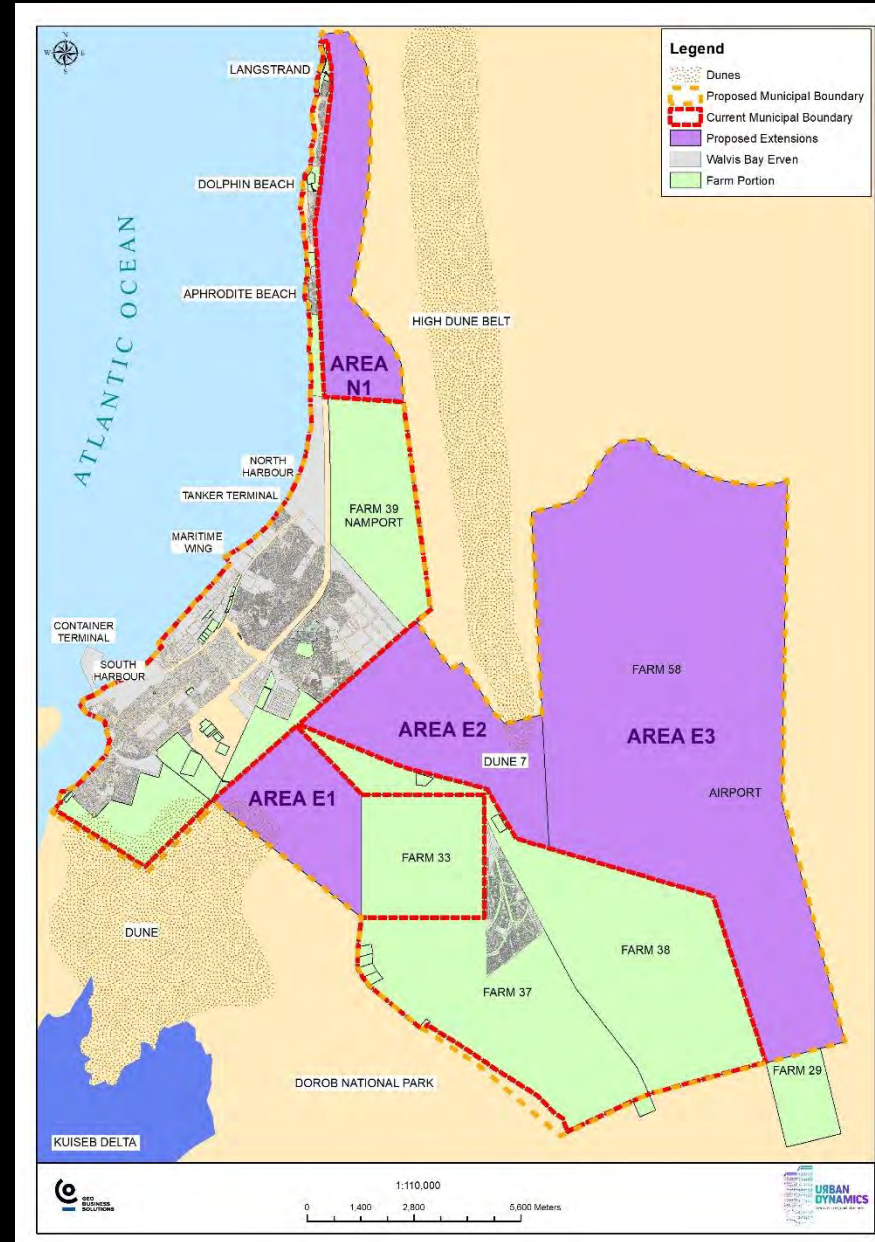 N
W E
S
Legend
Dunes
Proposed Municipal Boundary
Current Municipal Boundary
Proposed Extensions
Walvis Bay Erven
Farm Portion
LANGSTRAND
DOLPHIN BEACH
ATLANTIC OCEAN
APHRODITE BEACH
HIGH DUNE BELT
AREA
N1
NORTH
HARBOUR
TANKER TERMINAL
FARM 39
NAMPORT
MARITIME
WING
CONTAINER
TERMINAL
SOUTH
HARBOUR
FARM 58
AREA E2
AREA E3
DUNE 7
AREA E1
AIRPORT
FARM 33
DUNE
FARM 38
FARM 37
FARM 29
DOROB NATIONAL PARK
KUISEB DELTA
GEO
BUSINESS
SOLUTIONS
1:110,000
0 1,400 2,800 5,600 Meters
URBAN
DYNAMICS